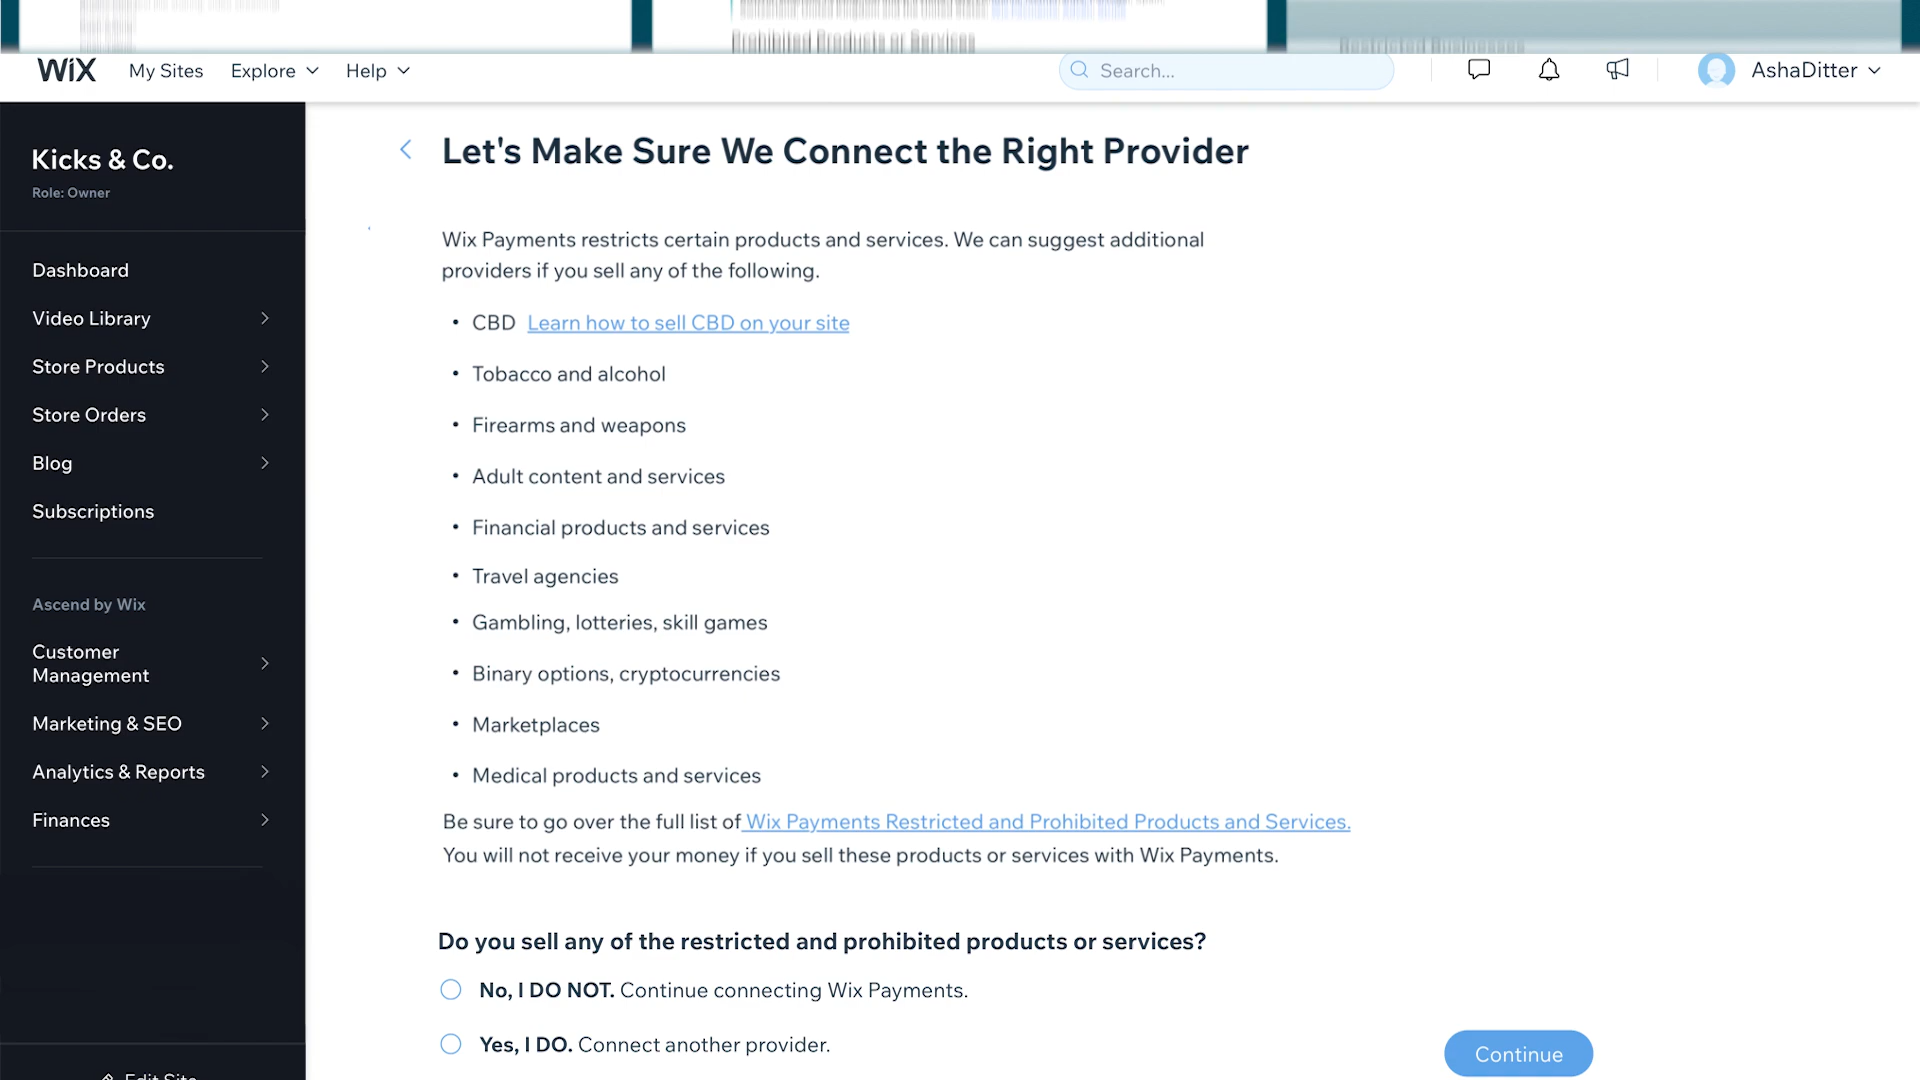 Prohibited Products or Services
Restricted Businesses
WiX My Sites Explore Help Search... AshaDitter
Kicks & Co.
Role: Owner
Dashboard
Video Library
Store Products
Store Orders
Blog
Subscriptions
Ascend by Wix
Customer
Management
Marketing & SEO
Analytics & Reports
Finances
Edit Site
Let's Make Sure We Connect the Right Provider
Wix Payments restricts certain products and services. We can suggest additional
providers if you sell any of the following.
• CBD Learn how to sell CBD on your site
• Tobacco and alcohol
• Firearms and weapons
• Adult content and services
• Financial products and services
• Travel agencies
• Gambling, lotteries, skill games
• Binary options, cryptocurrencies
• Marketplaces
• Medical products and services
Be sure to go over the full list of Wix Payments Restricted and Prohibited Products and Services.
You will not receive your money if you sell these products or services with Wix Payments.
Do you sell any of the restricted and prohibited products or services?
No, I DO NOT. Continue connecting Wix Payments.
Yes, I DO. Connect another provider.
Continue